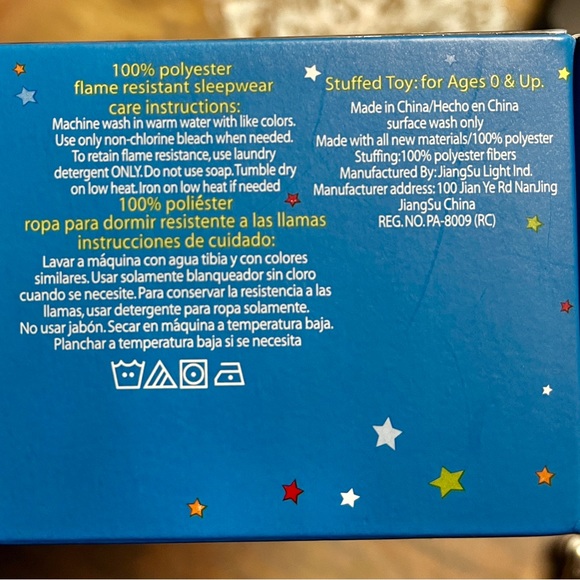 100% polyester
flame resistant sleepwear
care instructions:
Machine wash in warm water with like colors.
Use only non-chlorine bleach when needed.
To retain flame resistance, use laundry
detergent ONLY. Do not use soap. Tumble dry
on low heat. Iron on low heat if needed
100% poliéster
ropa para dormir resistente a las llamas
instrucciones de cuidado:
Lavar a máquina con agua tibia y con colores
similares. Usar solamente blanqueador sin cloro
cuando se necesite. Para conservar la resistencia a las
llamas, usar detergente para ropa solamente.
No usar jabón. Secar en máquina a temperatura baja.
Planchar a temperatura baja si se necesita
Stuffed Toy: for Ages 0 & Up.
Made in China/Hecho en China
surface wash only
Made with all new materials/100% polyester
Stuffing:100% polyester fibers
Manufactured By: JiangSu Light Ind.
Manufacturer address: 100 Jian Ye Rd NanJing
JiangSu China
REG. NO. PA-8009 (RC)